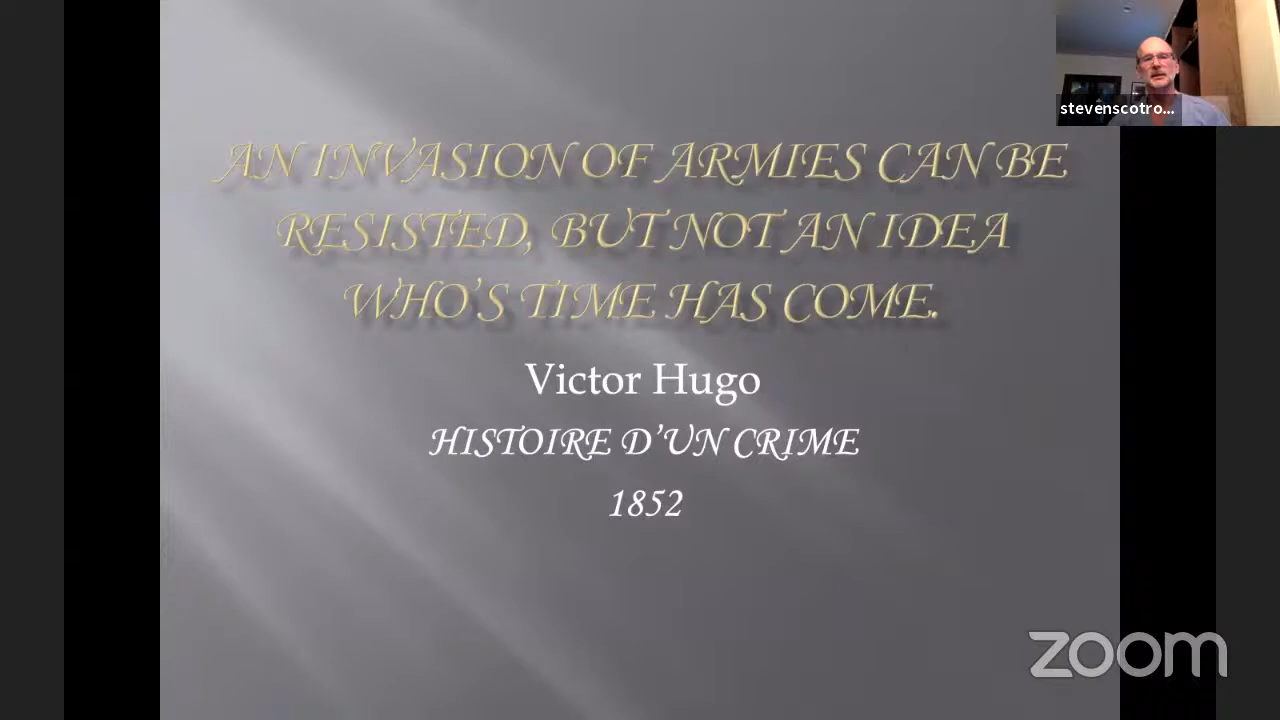 stevenscotro...
AN INVASION OF ARMIES CAN BE
RESISTED, BUT NOT AN IDEA
WHO'S TIME HAS COME.
Victor Hugo
HISTOIRE D'UN CRIME
1852
zoom